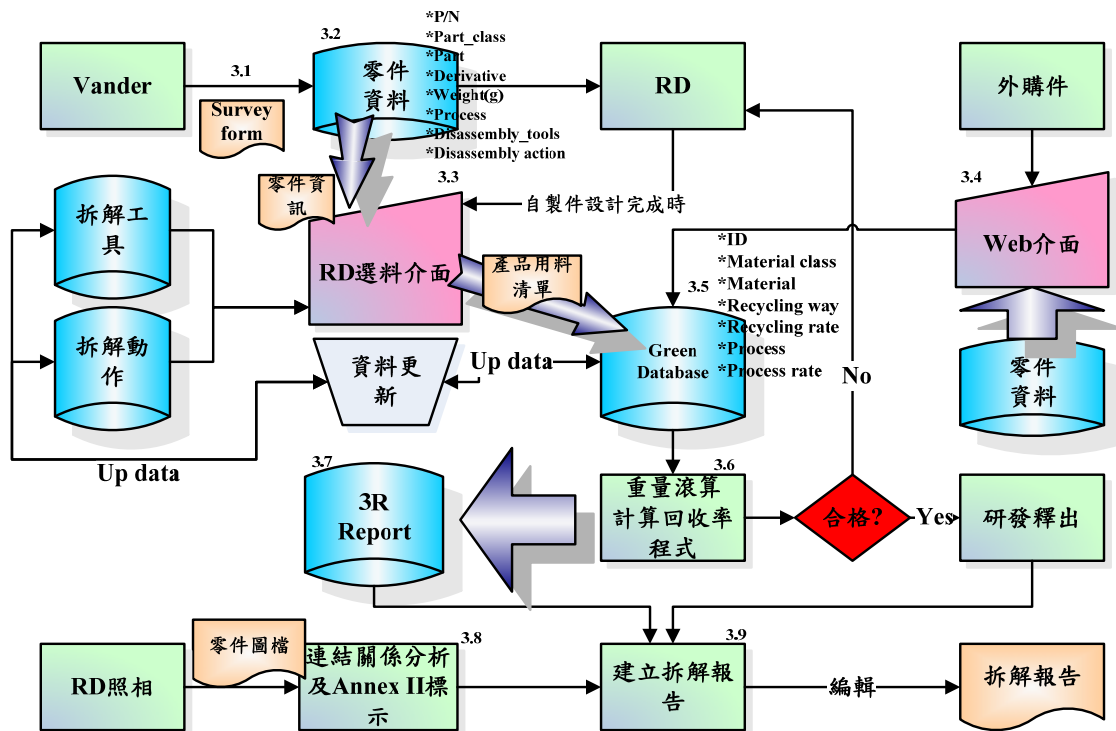 Vander
3.1
Survey
form
3.2
零件
資料
*P/N
*Part_class
*Part
*Derivative
*Weight(g)
*Process
*Disassembly_tools
*Disassembly action
RD
外購件
零件資
訊
3.3
自製件設計完成時
3.4
Web介面
拆解工
具
拆解動
作
RD選料介面
產品用料
清單
3.5
*ID
*Material class
*Material
*Recycling way
*Recycling rate
*Process
*Process rate
Green
Database
零件
資料
資料更
新
Up data
Up data
No
3.7
3R
Report
3.6
重量滾算
計算回收率
程式
合格?
Yes
研發釋出
RD照相
零件圖檔
3.8
連結關係分析
及Annex II標
示
3.9
建立拆解報
告
編輯
拆解報告